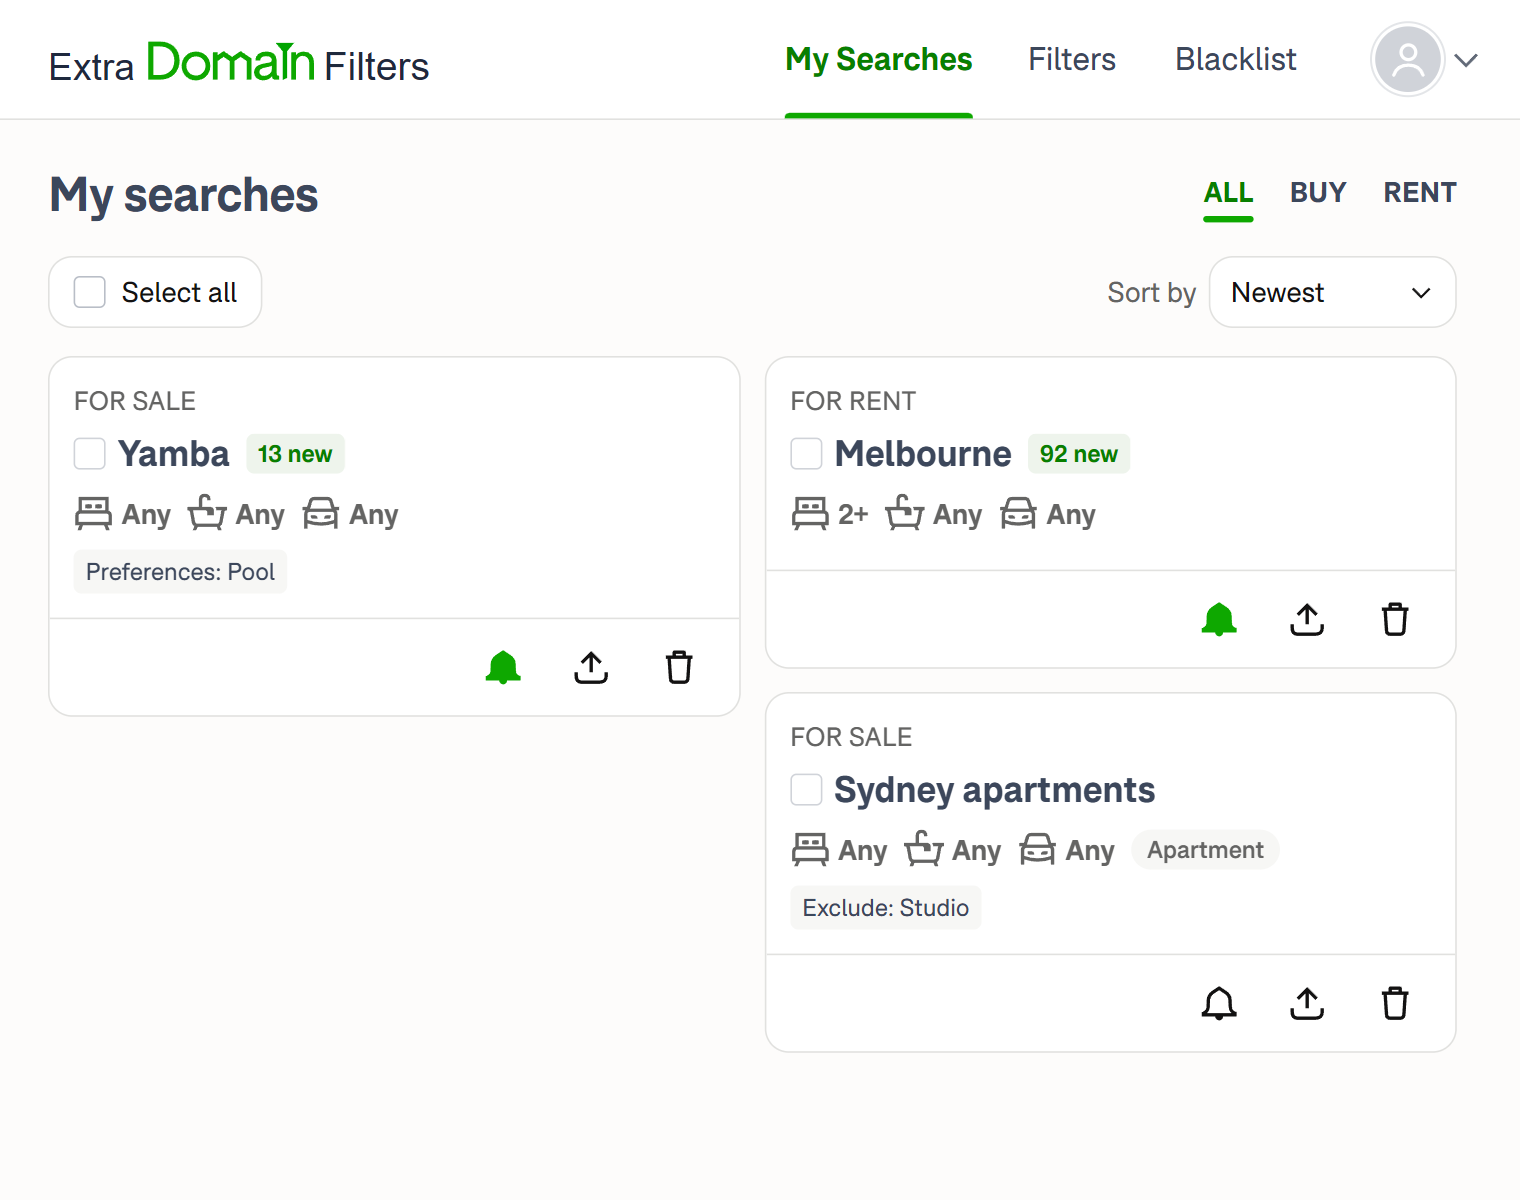 Extra Domain Filters
My Searches Filters Blacklist
My searches
ALL BUY RENT
Select all
Sort by Newest
FOR SALE
Yamba 13 new
Any Any Any
Preferences: Pool
FOR RENT
Melbourne 92 new
2+ Any Any
FOR SALE
Sydney apartments
Any Any Any Apartment
Exclude: Studio